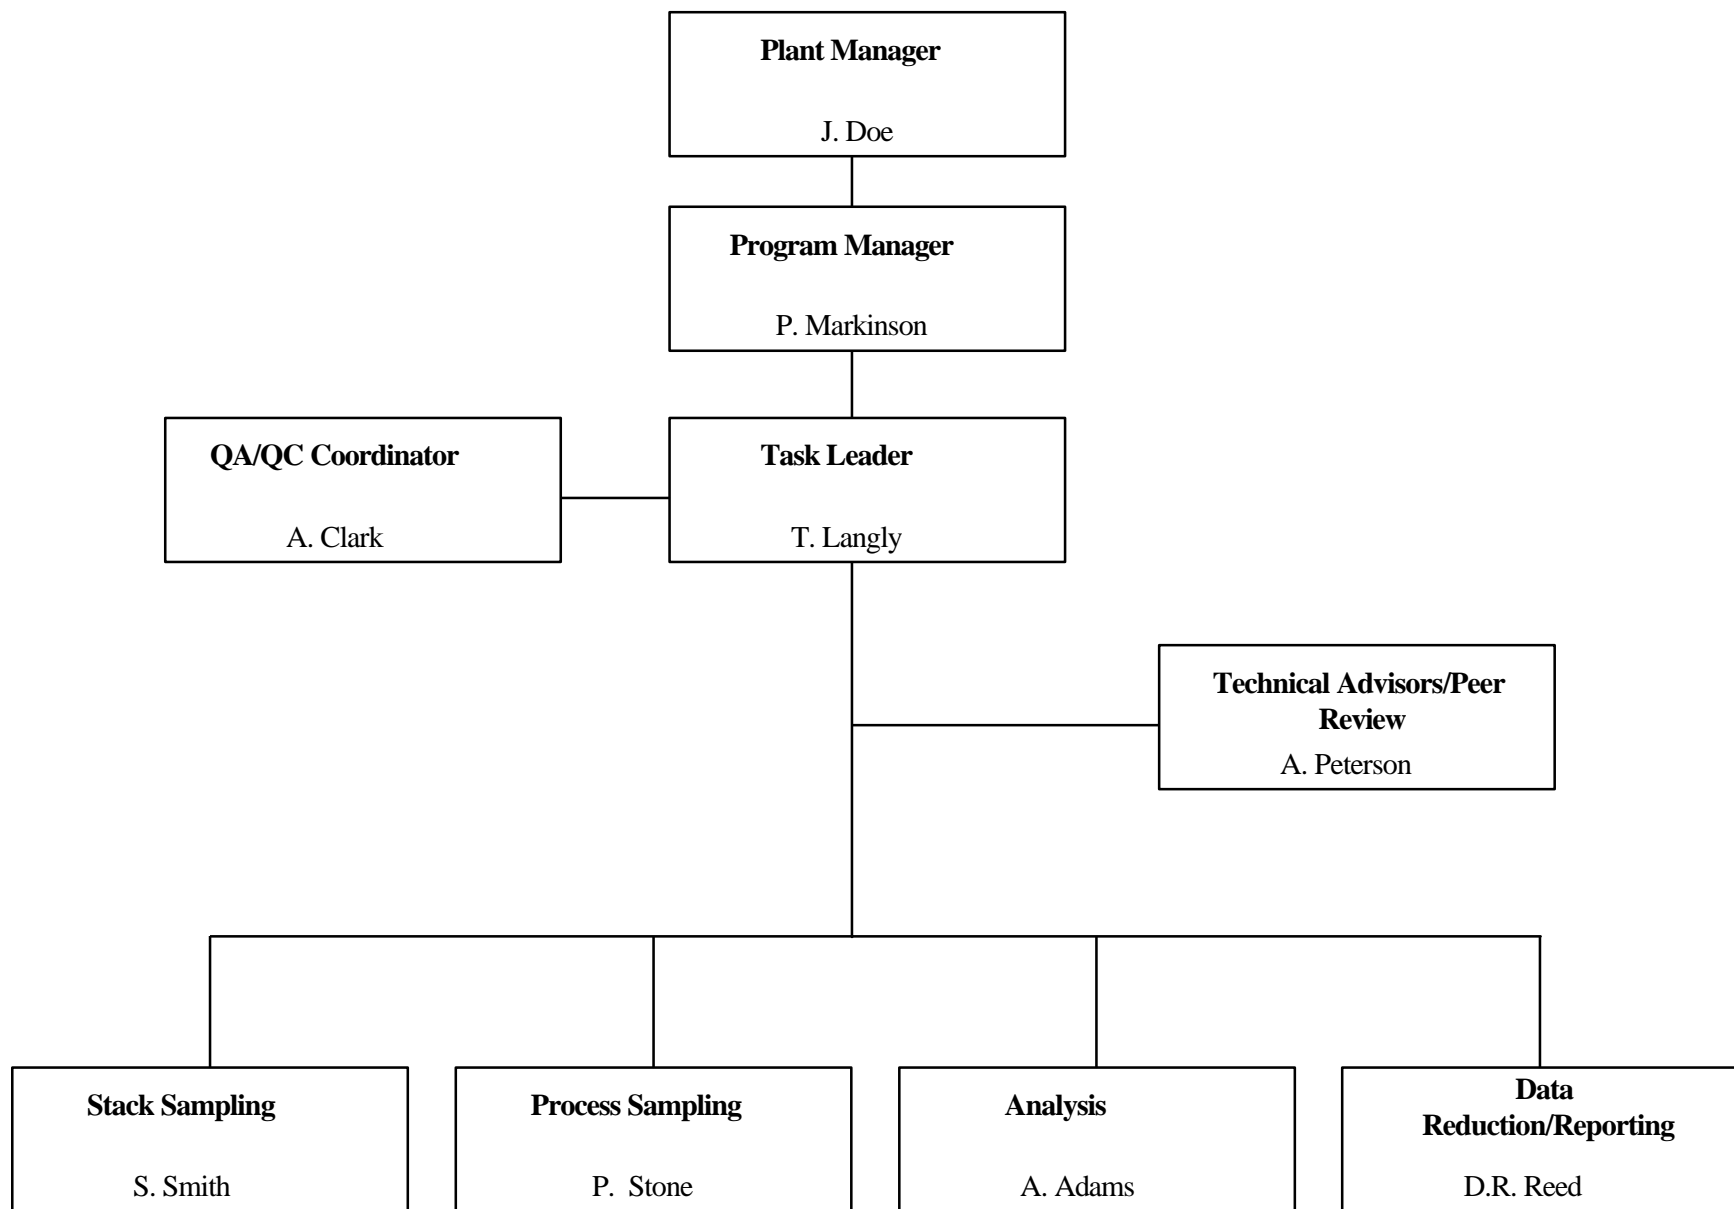 Plant Manager
J. Doe
Program Manager
P. Markinson
QA/QC Coordinator
A. Clark
Task Leader
T. Langly
Technical Advisors/Peer
Review
A. Peterson
Stack Sampling
S. Smith
Process Sampling
P. Stone
Analysis
A. Adams
Data
Reduction/Reporting
D.R. Reed